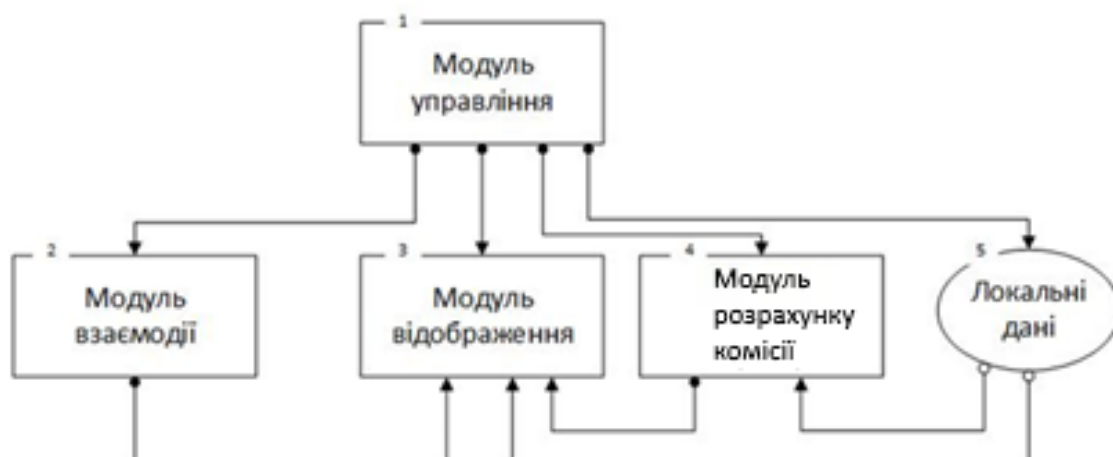 1
Модуль
управління
2
Модуль
взаємодії
3
Модуль
відображення
4
Модуль
розрахунку
комісії
5
Локальні
дані